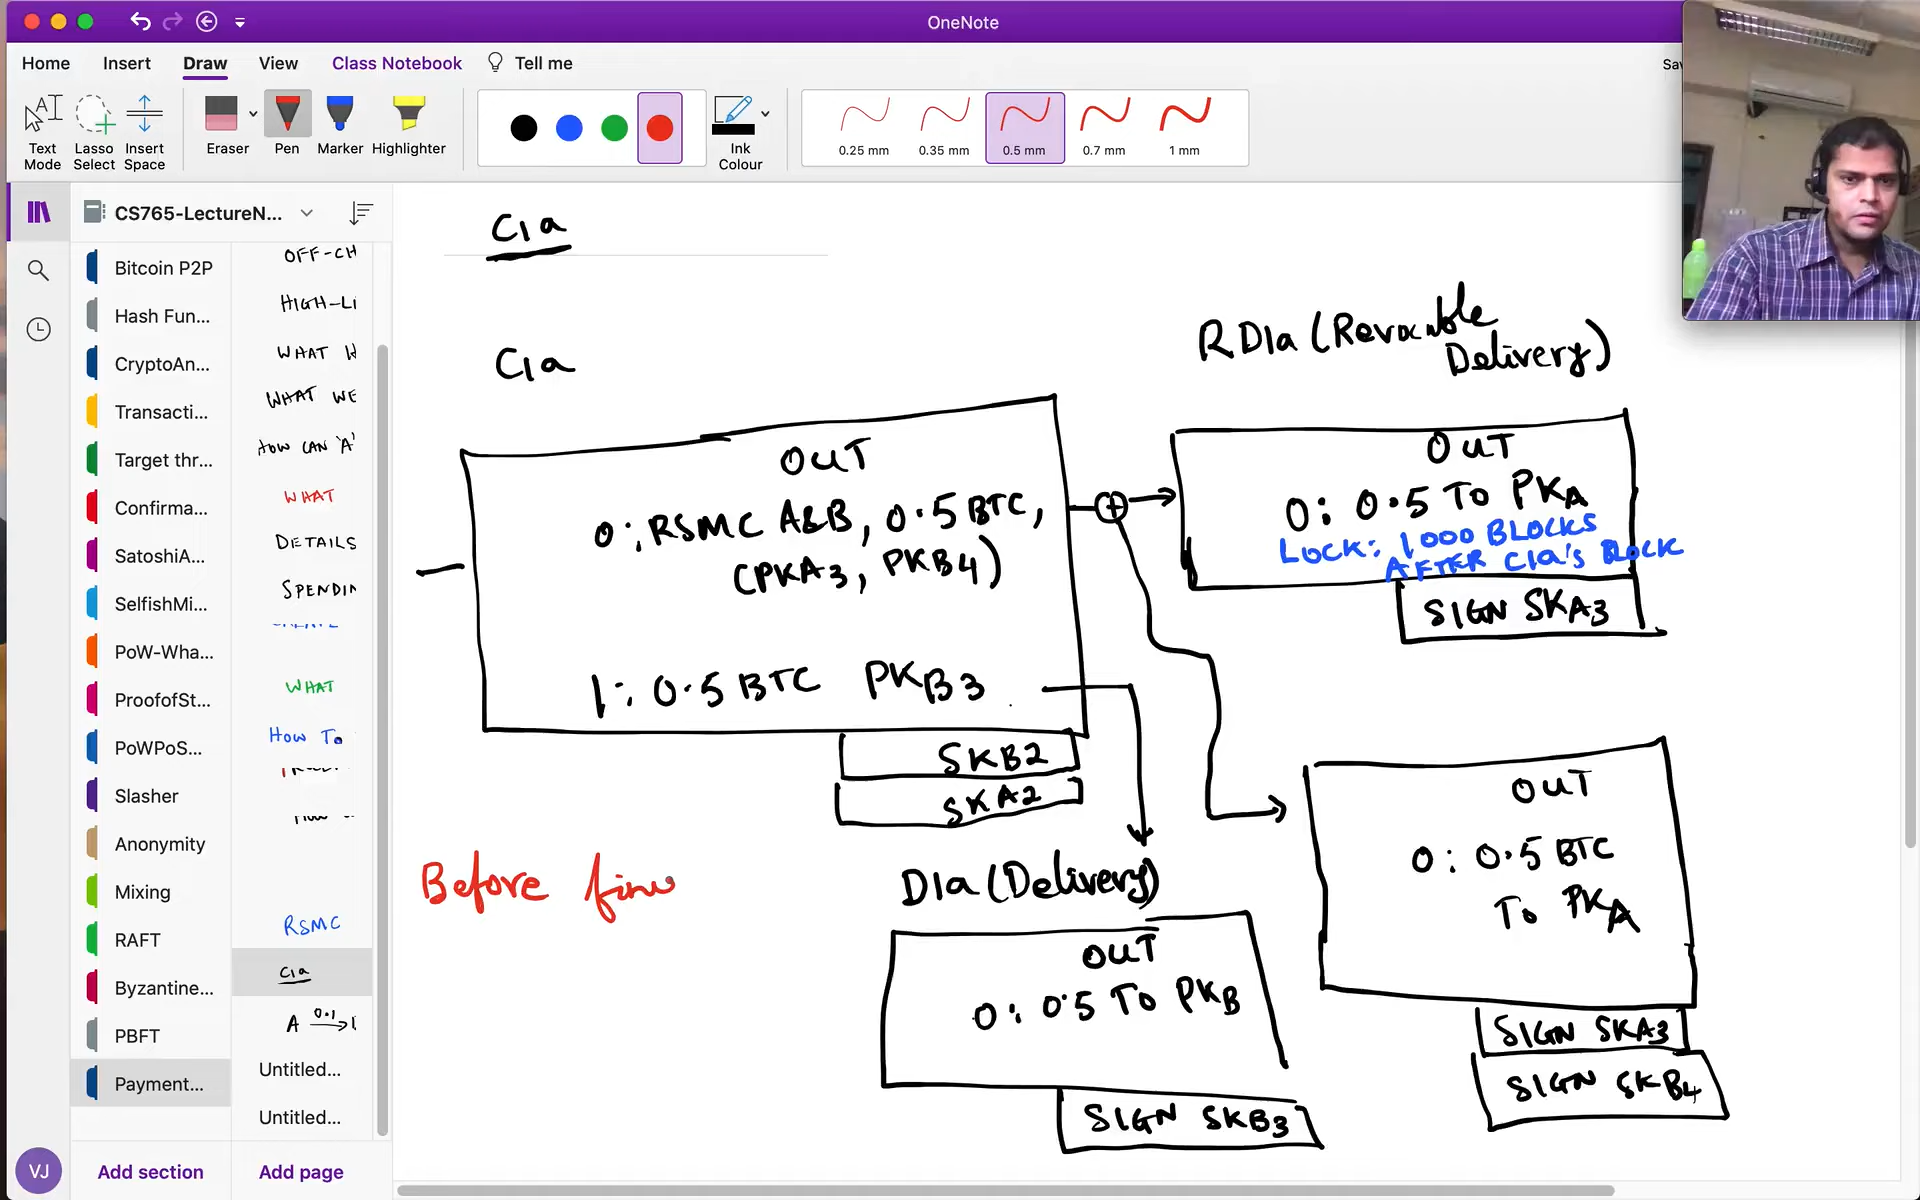 OneNote
Home Insert Draw View Class Notebook Tell me
Text Mode
Lasso Select
Insert Space
Eraser
Pen
Marker
Highlighter
Ink Colour
0.25 mm
0.35 mm
0.5 mm
0.7 mm
1 mm
CS765-LectureN...
Bitcoin P2P
Hash Fun...
CryptoAn...
Transacti...
Target thr...
Confirma...
SatoshiA...
SelfishMi...
PoW-Wha...
ProofofSt...
PoWPoS...
Slasher
Anonymity
Mixing
RAFT
Byzantine...
PBFT
Payment...
Add section
VJ
OFF-CH
HIGH-LI
WHAT H
WHAT WE
HOW CAN 'A'
WHAT
DETAILS
SPENDIN
WHAT
HOW TO
RSMC
C1a
A 0.1
Untitled...
Untitled...
Add page
C1a
C1a
OUT
0: RSMC A&B, 0.5 BTC,
(PKA3, PKB4)
1: 0.5 BTC PKB3
SKB2
SKA2
RD1a (Revocable
Delivery)
OUT
0: 0.5 TO PKA
LOCK: 1000 BLOCKS
AFTER C1a's BLOCK
SIGN SKA3
OUT
0: 0.5 BTC
TO PKA
SIGN SKA3
SIGN SKB4
Before
D1a (Delivery)
OUT
0: 0.5 TO PKB
SIGN SKB3